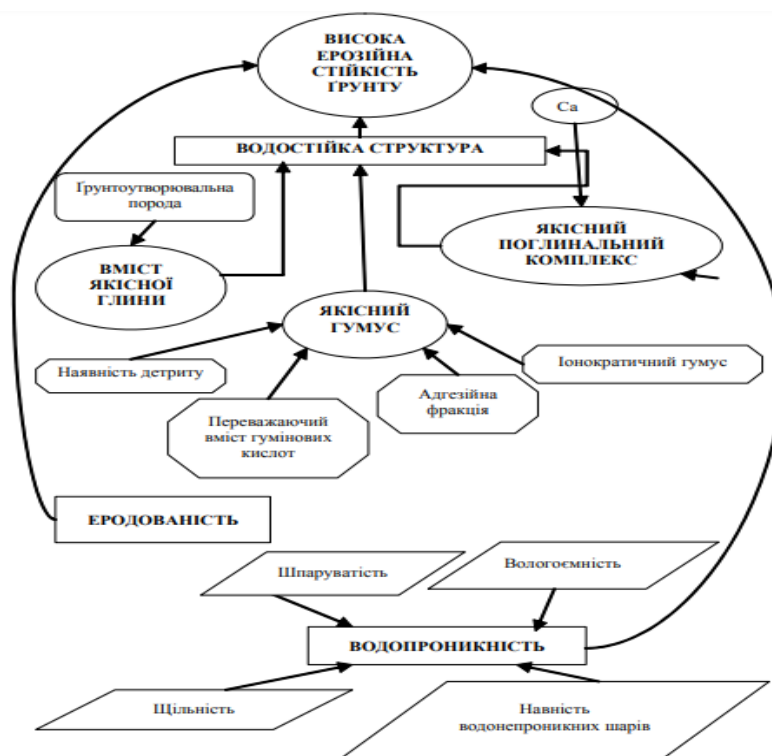 ВИСОКА
ЕРОЗІЙНА
СТІЙКІСТЬ
ҐРУНТУ
Ca
ВОДОСТІЙКА СТРУКТУРА
Ґрунтоутворювальна
порода
ЯКІСНИЙ
ПОГЛИНАЛЬНИЙ
КОМПЛЕКС
ВМІСТ
ЯКІСНОЇ
ГЛИНИ
ЯКІСНИЙ
ГУМУС
Наявність детриту
Іонократичний гумус
Адгезійна
фракція
Переважаючий
вміст гумінових
кислот
ЕРОДОВАНІСТЬ
Шпаруватість
Вологоємність
ВОДОПРОНИКНІСТЬ
Щільність
Навність
водонепроникних шарів